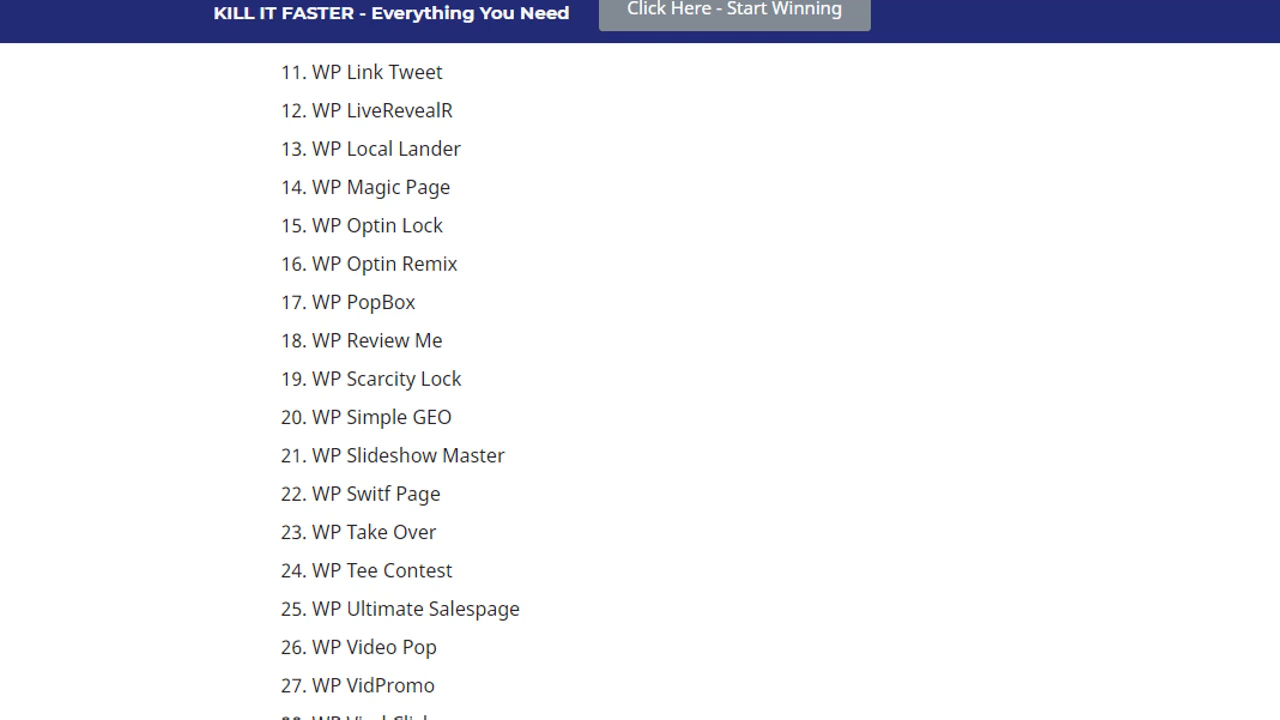 KILL IT FASTER - Everything You Need
Click Here - Start Winning
11. WP Link Tweet
12. WP LiveRevealR
13. WP Local Lander
14. WP Magic Page
15. WP Optin Lock
16. WP Optin Remix
17. WP PopBox
18. WP Review Me
19. WP Scarcity Lock
20. WP Simple GEO
21. WP Slideshow Master
22. WP Switf Page
23. WP Take Over
24. WP Tee Contest
25. WP Ultimate Salespage
26. WP Video Pop
27. WP VidPromo